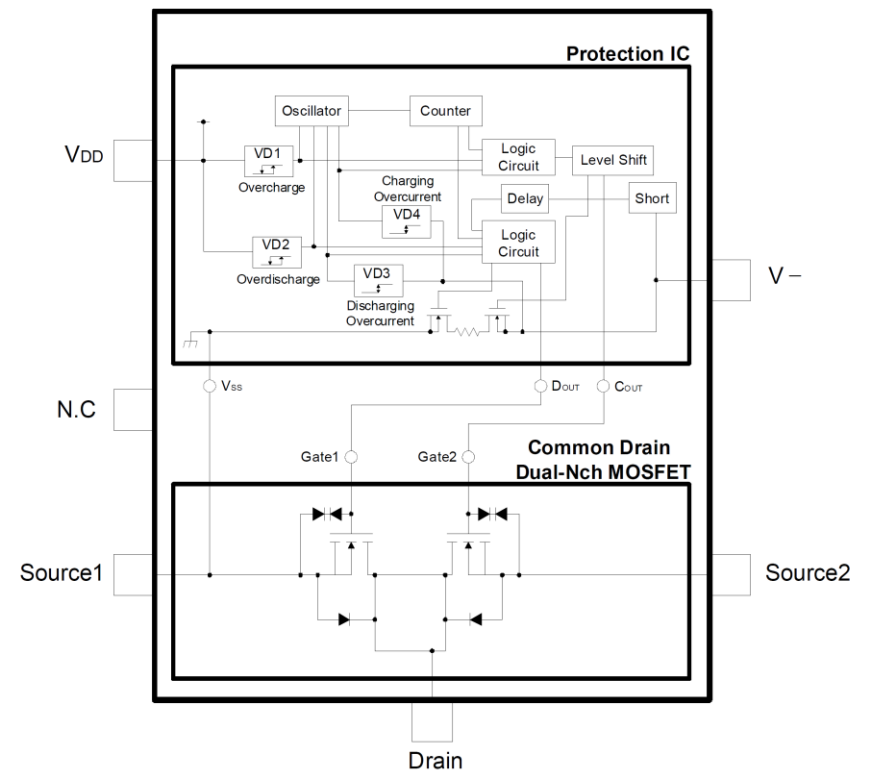 Protection IC
Oscillator
Counter
Logic
Circuit
Level Shift
VDD
VD1
Overcharge
Charging
Overcurrent
VD4
Delay
Short
Logic
Circuit
VD2
Overdischarge
VD3
Discharging
Overcurrent
V－
VSS
DOUT
COUT
N.C
Common Drain
Dual-Nch MOSFET
Gate1
Gate2
Source1
Source2
Drain